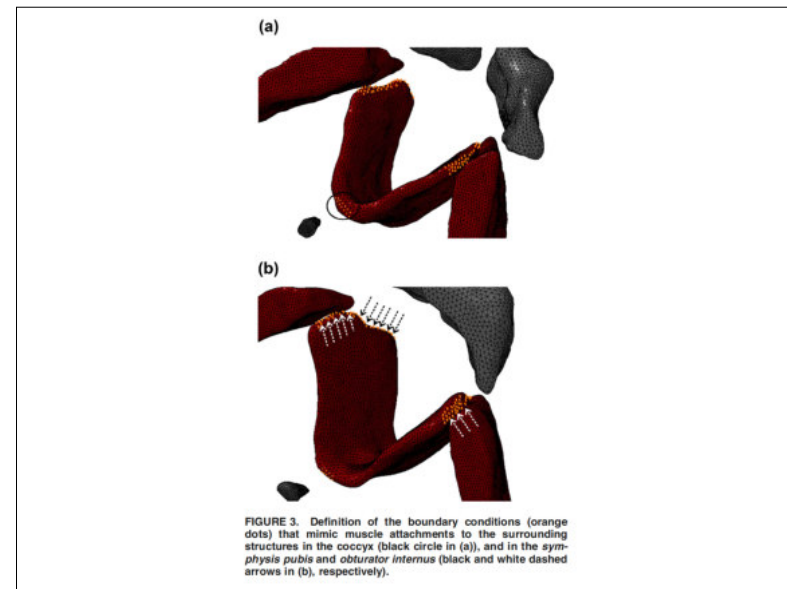 (a)
(b)
FIGURE 3. Definition of the boundary conditions (orange
dots) that mimic muscle attachments to the surrounding
structures in the coccyx (black circle in (a)), and in the sym-
physis pubis and obturator internus (black and white dashed
arrows in (b), respectively).